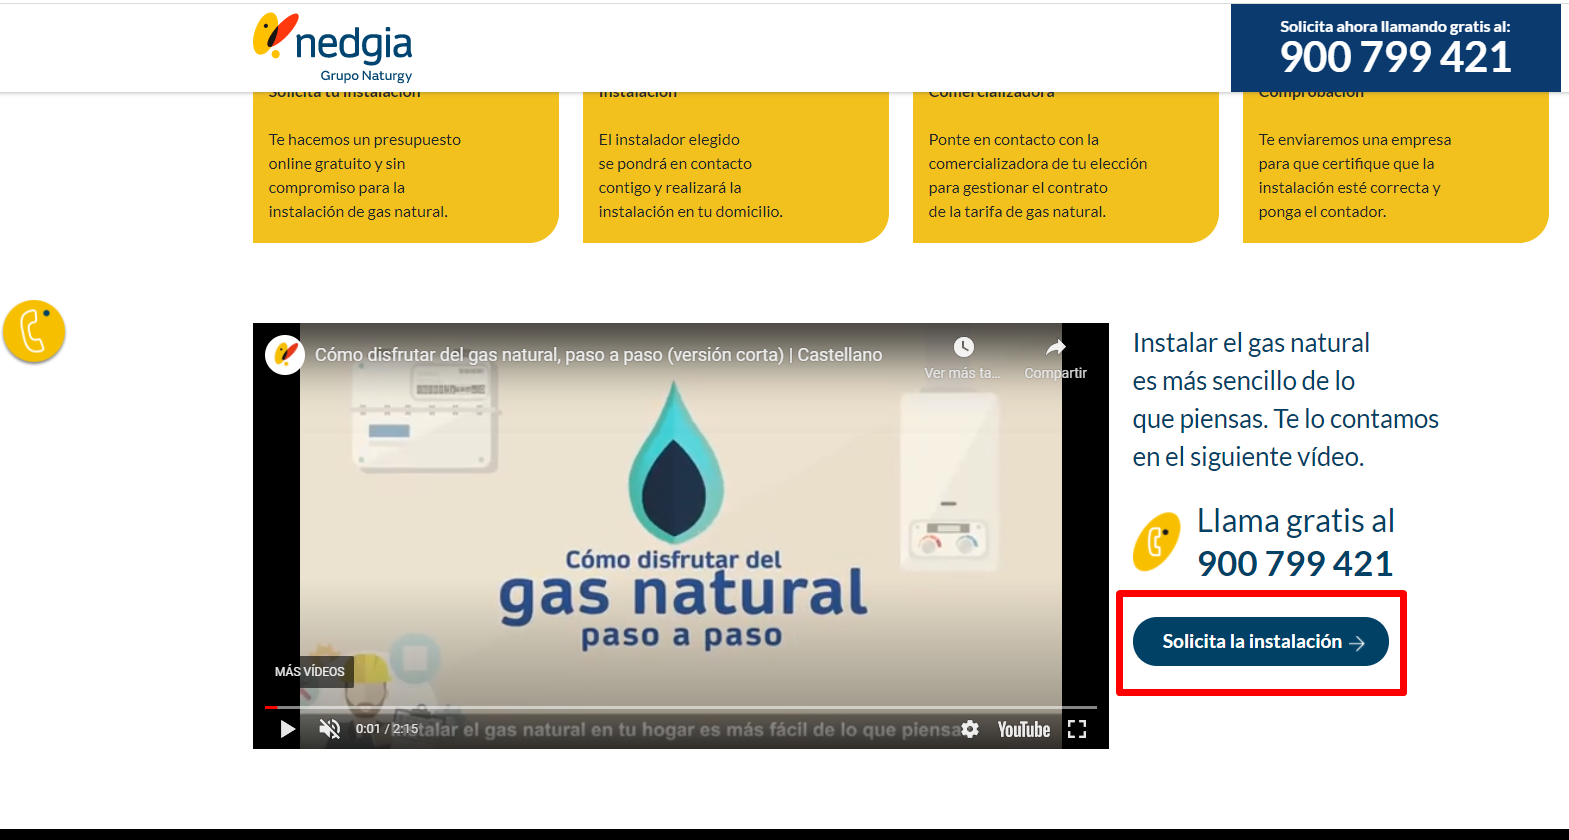 nedgia
Grupo Naturgy
Solicita ahora llamando gratis al:
900 799 421
Solicita tu instalación
Te hacemos un presupuesto
online gratuito y sin
compromiso para la
instalación de gas natural.
Instalación
El instalador elegido
se pondrá en contacto
contigo y realizará la
instalación en tu domicilio.
Comercializadora
Ponte en contacto con la
comercializadora de tu elección
para gestionar el contrato
de la tarifa de gas natural.
Comprobación
Te enviaremos una empresa
para que certifique que la
instalación esté correcta y
ponga el contador.
Cómo disfrutar del gas natural, paso a paso (versión corta) | Castellano
Ver más ta...
Compartir
Cómo disfrutar del
gas natural
paso a paso
MÁS VÍDEOS
0:01 / 2:15
Instalar el gas natural en tu hogar es más fácil de lo que piensa
YouTube
Instalar el gas natural
es más sencillo de lo
que piensas. Te lo contamos
en el siguiente vídeo.
Llama gratis al
900 799 421
Solicita la instalación →